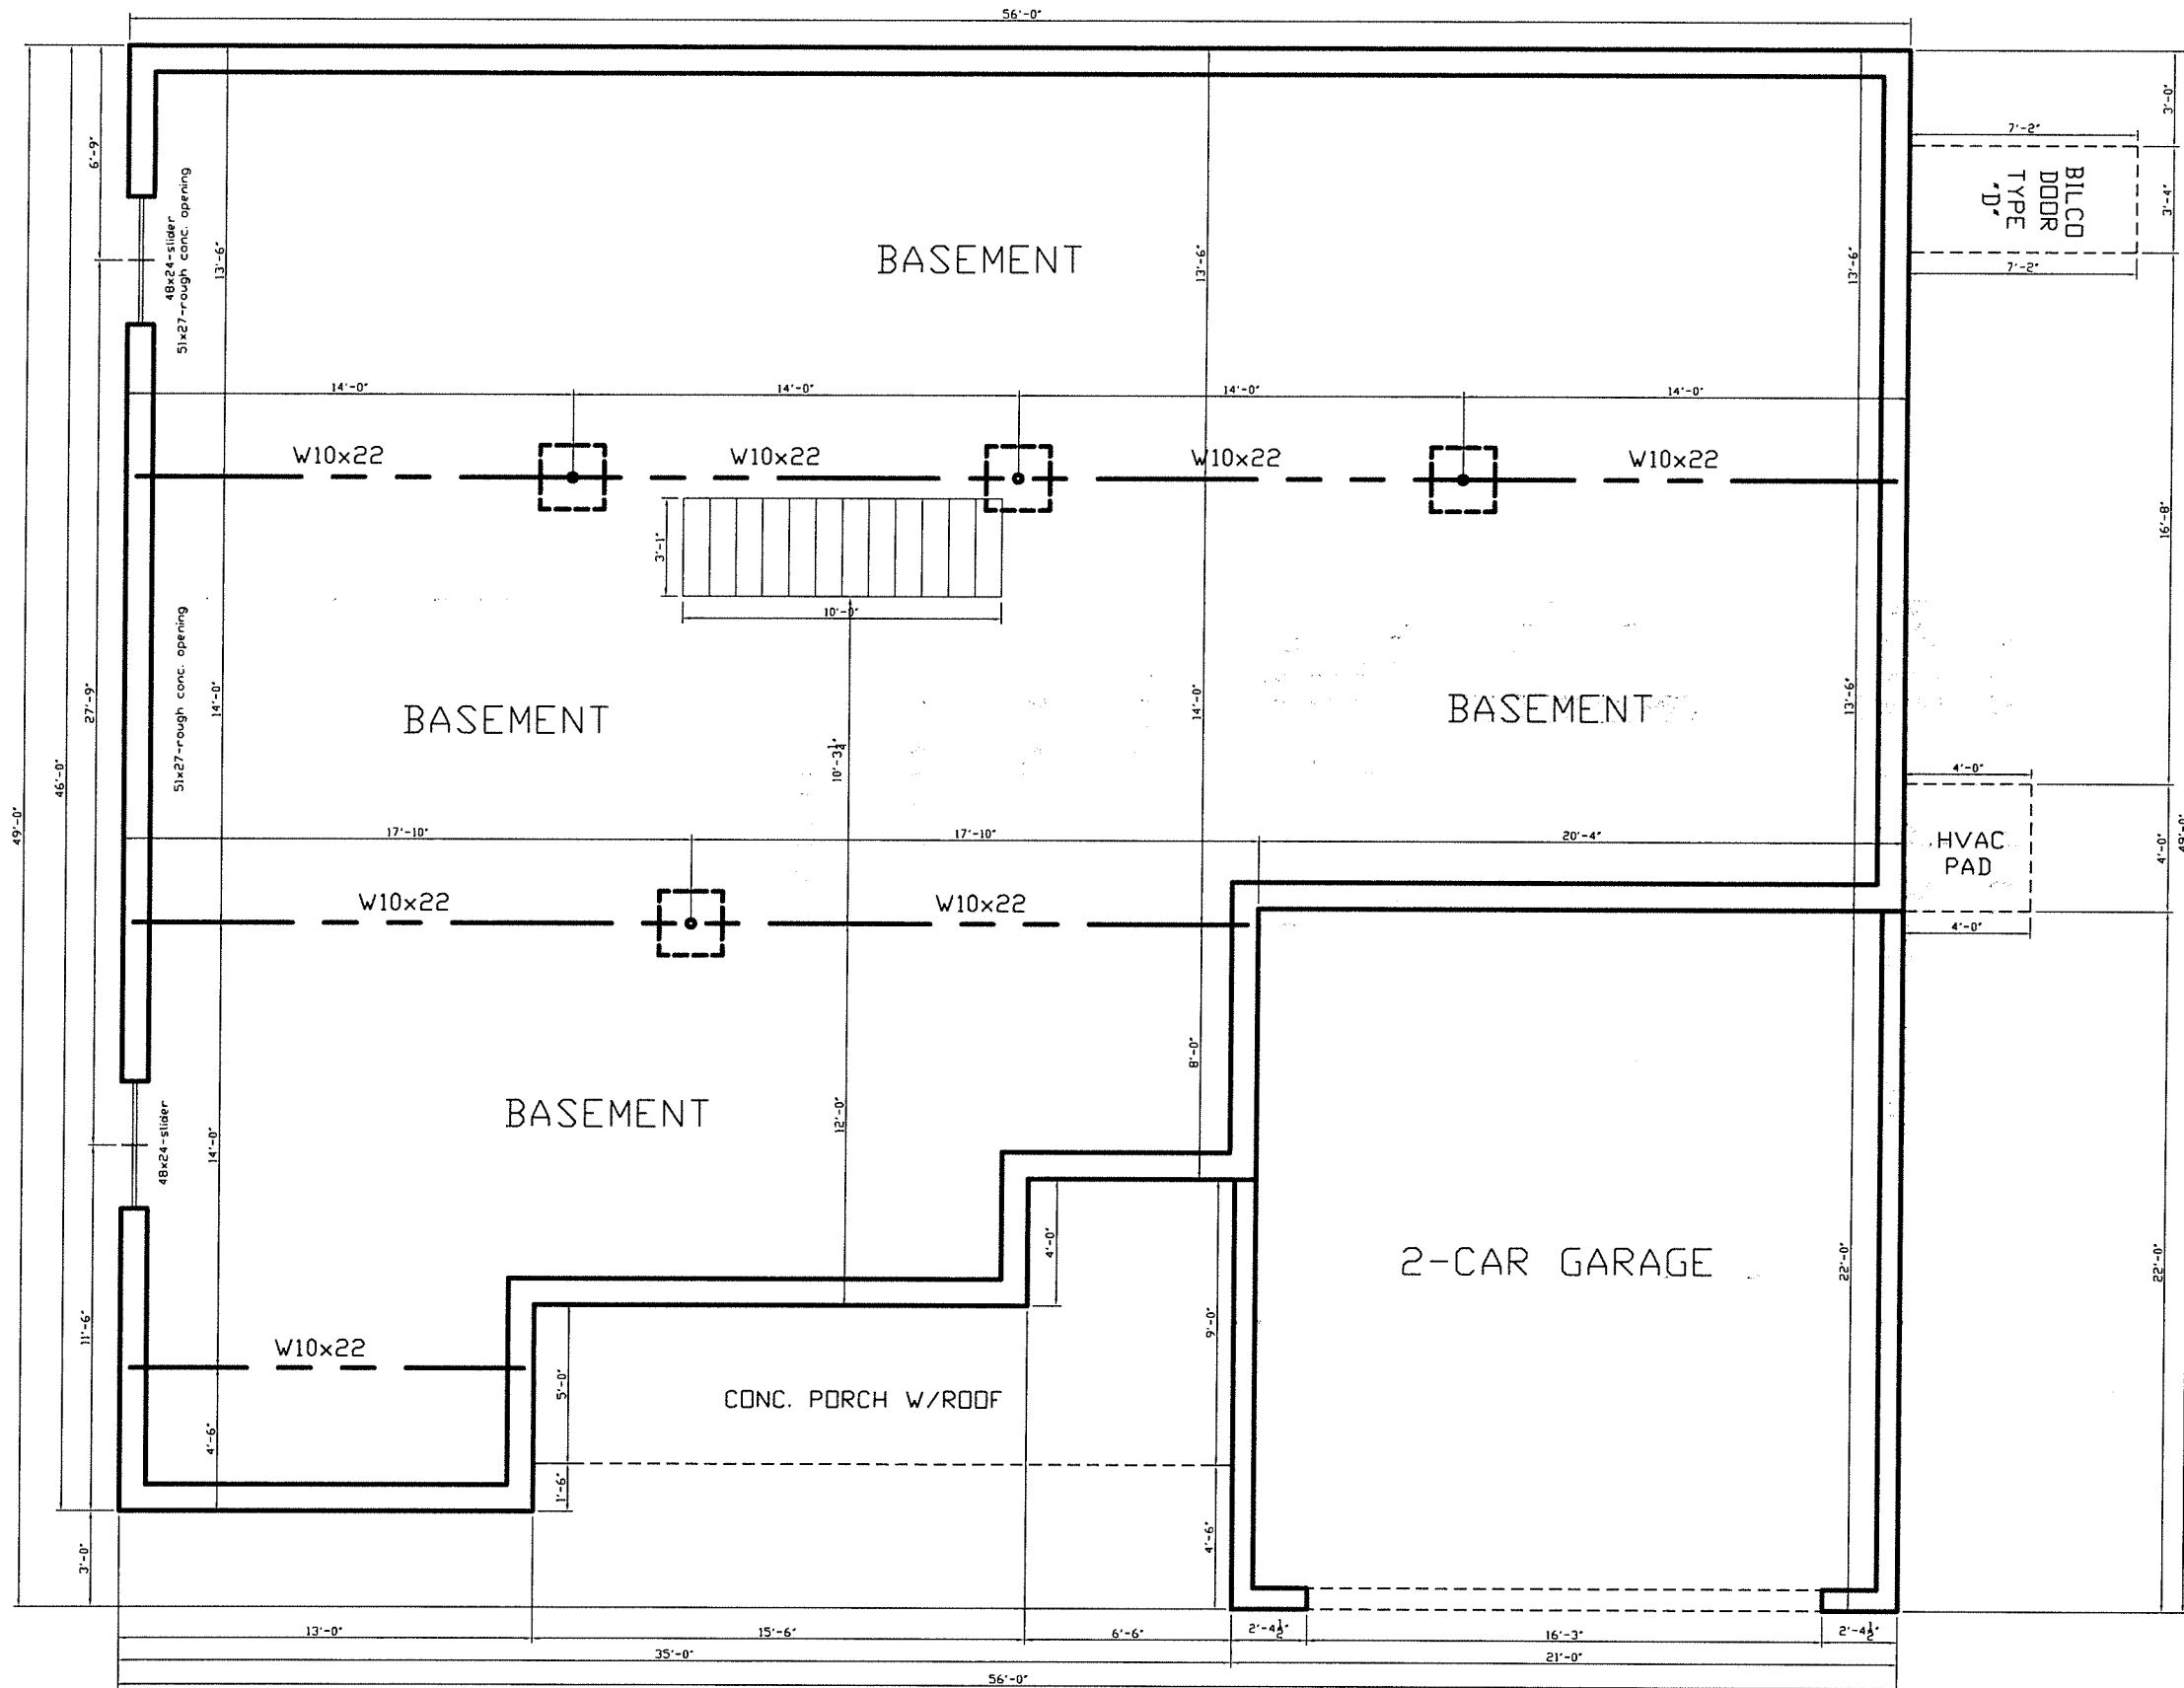 56'-0"
7'-2"
3'-0"
BILCO
DOOR
TYPE
"D"
3'-4"
7'-2"
6'-9"
48x24-slider
51x27-rough conc. opening
13'-6"
BASEMENT
13'-6"
13'-6"
14'-0"
14'-0"
14'-0"
14'-0"
W10x22
W10x22
W10x22
W10x22
3'-1"
10'-0"
16'-8"
51x27-rough conc. opening
27'-9"
14'-0"
BASEMENT
10'-3½"
14'-0"
BASEMENT
13'-6"
46'-0"
49'-0"
4'-0"
HVAC
PAD
4'-0"
49'-0"
4'-0"
17'-10"
17'-10"
20'-4"
W10x22
W10x22
8'-0"
48x24-slider
14'-0"
BASEMENT
12'-0"
4'-0"
2-CAR GARAGE
22'-0"
22'-0"
11'-6"
W10x22
9'-0"
5'-0"
CONC. PORCH W/ROOF
4'-6"
1'-6"
4'-6"
3'-0"
13'-0"
15'-6"
6'-6"
2'-4½"
16'-3"
2'-4½"
35'-0"
21'-0"
56'-0"